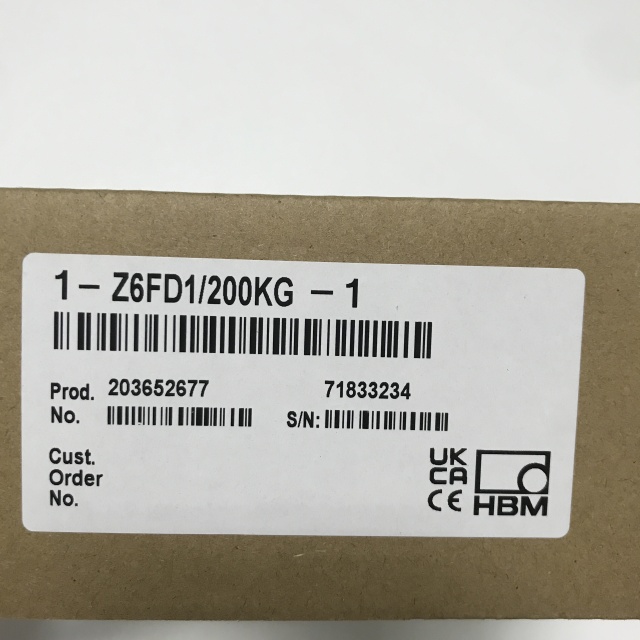 1 - Z6FD1/200KG - 1
Prod. 203652677 71833234
No. S/N:
Cust.
Order
No.
UK
CA
CE HBM